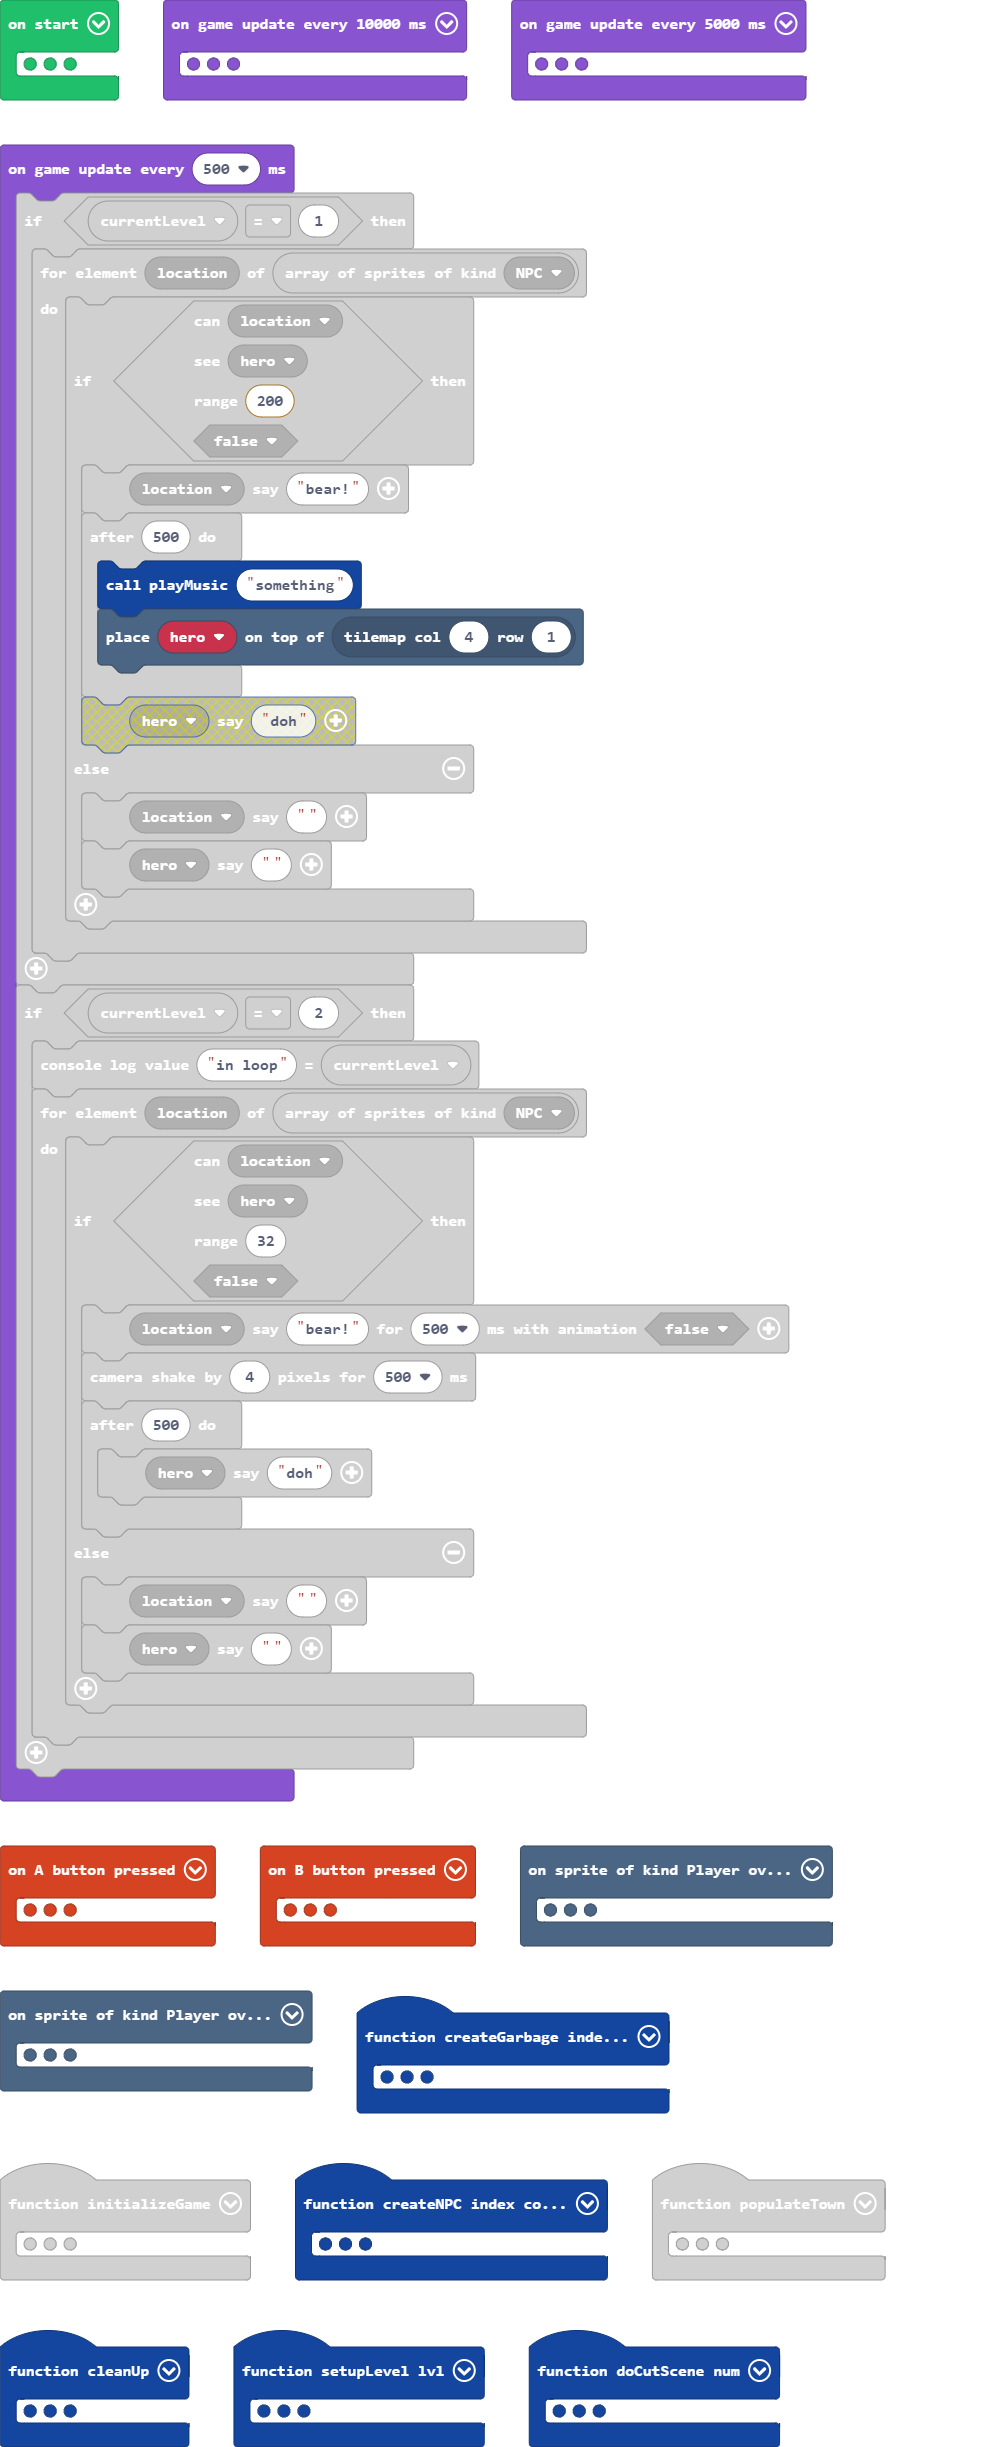 on start
on game update every 10000 ms
on game update every 5000 ms
on game update every 500 ms
if currentLevel = 1 then
for element location of array of sprites of kind NPC
do
can location
see hero
if range 200 then
false
location say "bear!"
after 500 do
call playMusic "something"
place hero on top of tilemap col 4 row 1
hero say "doh"
else
location say " "
hero say " "
if currentLevel = 2 then
console log value "in loop" = currentLevel
for element location of array of sprites of kind NPC
do
can location
see hero
if range 32 then
false
location say "bear!" for 500 ms with animation false
camera shake by 4 pixels for 500 ms
after 500 do
hero say "doh"
else
location say " "
hero say " "
on A button pressed
on B button pressed
on sprite of kind Player ov...
on sprite of kind Player ov...
function createGarbage inde...
function initializeGame
function createNPC index co...
function populateTown
function cleanUp
function setupLevel lvl
function doCutScene num